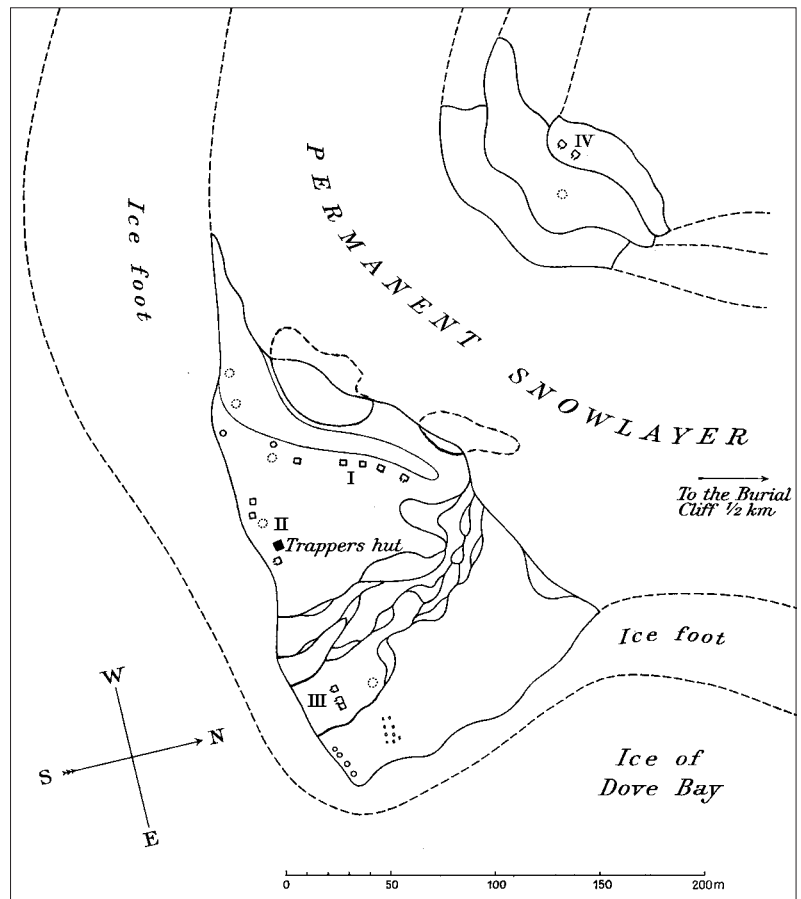 IV
PERMANENT SNOWLAYER
Ice foot
I
To the Burial
Cliff ½ km
II
Trappers hut
Ice foot
III
W
N
S
E
Ice of
Dove Bay
0 50 100 150 200 m